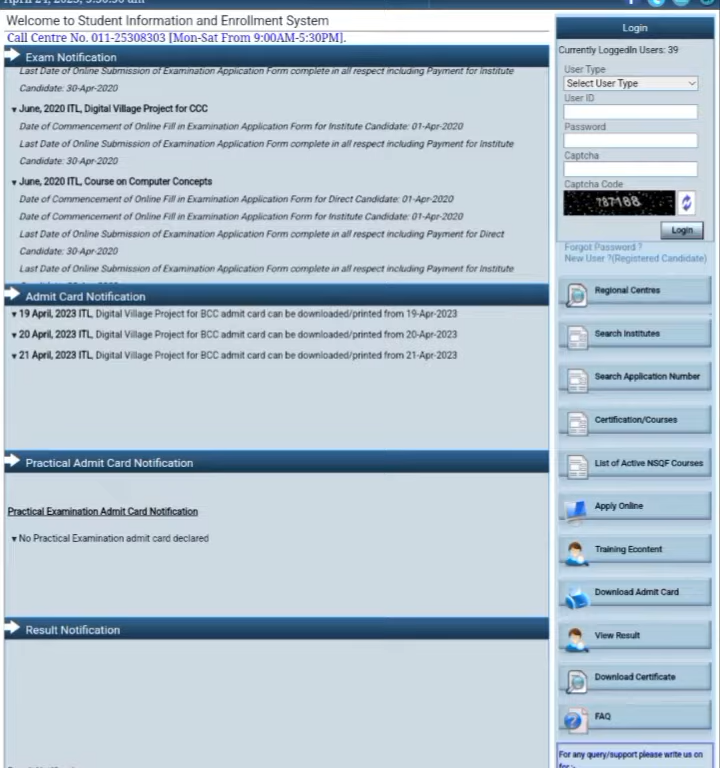 Welcome to Student Information and Enrollment System
Call Centre No. 011-25308303 [Mon-Sat From 9:00AM-5:30PM].
Exam Notification
Last Date of Online Submission of Examination Application Form complete in all respect including Payment for Institute
Candidate: 30-Apr-2020
June, 2020 ITL, Digital Village Project for CCC
Date of Commencement of Online Fill in Examination Application Form for Institute Candidate: 01-Apr-2020
Last Date of Online Submission of Examination Application Form complete in all respect including Payment for Institute
Candidate: 30-Apr-2020
June, 2020 ITL, Course on Computer Concepts
Date of Commencement of Online Fill in Examination Application Form for Direct Candidate: 01-Apr-2020
Date of Commencement of Online Fill in Examination Application Form for Institute Candidate: 01-Apr-2020
Last Date of Online Submission of Examination Application Form complete in all respect including Payment for Direct
Candidate: 30-Apr-2020
Last Date of Online Submission of Examination Application Form complete in all respect including Payment for Institute
Admit Card Notification
19 April, 2023 ITL, Digital Village Project for BCC admit card can be downloaded/printed from 19-Apr-2023
20 April, 2023 ITL, Digital Village Project for BCC admit card can be downloaded/printed from 20-Apr-2023
21 April, 2023 ITL, Digital Village Project for BCC admit card can be downloaded/printed from 21-Apr-2023
Practical Admit Card Notification
Practical Examination Admit Card Notification
No Practical Examination admit card declared
Result Notification
Login
Currently LoggedIn Users: 39
User Type
Select User Type
User ID
Password
Captcha
Captcha Code
787188
Login
Forgot Password ?
New User ?(Registered Candidate)
Regional Centres
Search Institutes
Search Application Number
Certification/Courses
List of Active NSQF Courses
Apply Online
Training Econtent
Download Admit Card
View Result
Download Certificate
FAQ
For any query/support please write us on
for:-